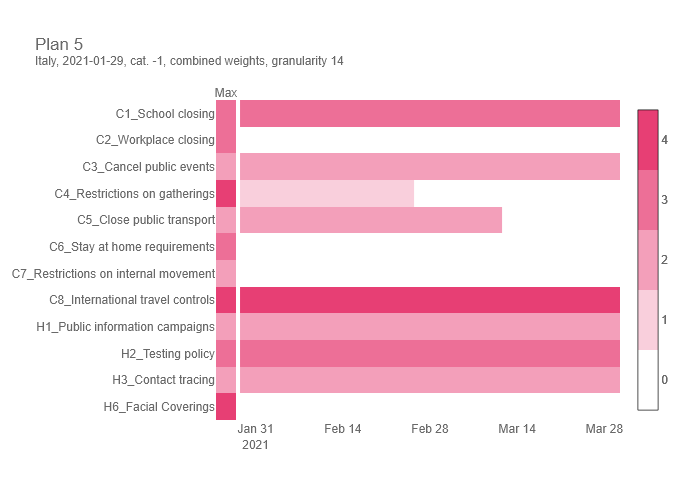 Plan 5
Italy, 2021-01-29, cat. -1, combined weights, granularity 14
Max
C1_School closing
C2_Workplace closing
C3_Cancel public events
C4_Restrictions on gatherings
C5_Close public transport
C6_Stay at home requirements
C7_Restrictions on internal movement
C8_International travel controls
H1_Public information campaigns
H2_Testing policy
H3_Contact tracing
H6_Facial Coverings
Jan 31 Feb 14 Feb 28 Mar 14 Mar 28
2021
4
3
2
1
0